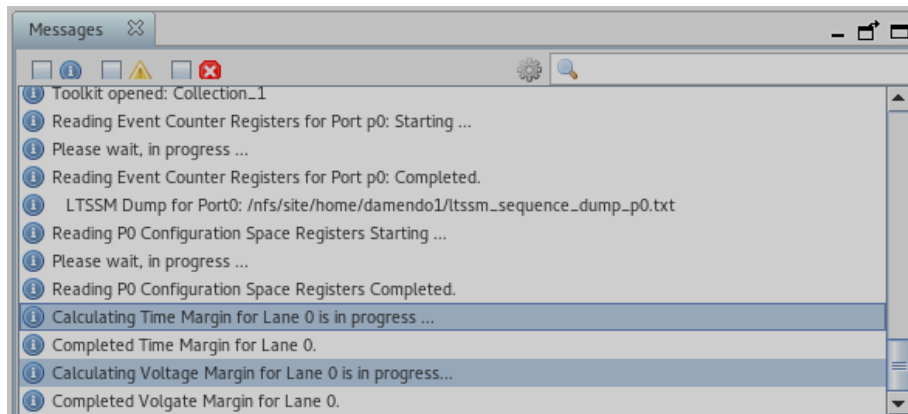 Messages
Toolkit opened: Collection_1
Reading Event Counter Registers for Port p0: Starting ...
Please wait, in progress ...
Reading Event Counter Registers for Port p0: Completed.
LTSSM Dump for Port0: /nfs/site/home/damendo1/ltssm_sequence_dump_p0.txt
Reading P0 Configuration Space Registers Starting ...
Please wait, in progress ...
Reading P0 Configuration Space Registers Completed.
Calculating Time Margin for Lane 0 is in progress ...
Completed Time Margin for Lane 0.
Calculating Voltage Margin for Lane 0 is in progress...
Completed Volgate Margin for Lane 0.